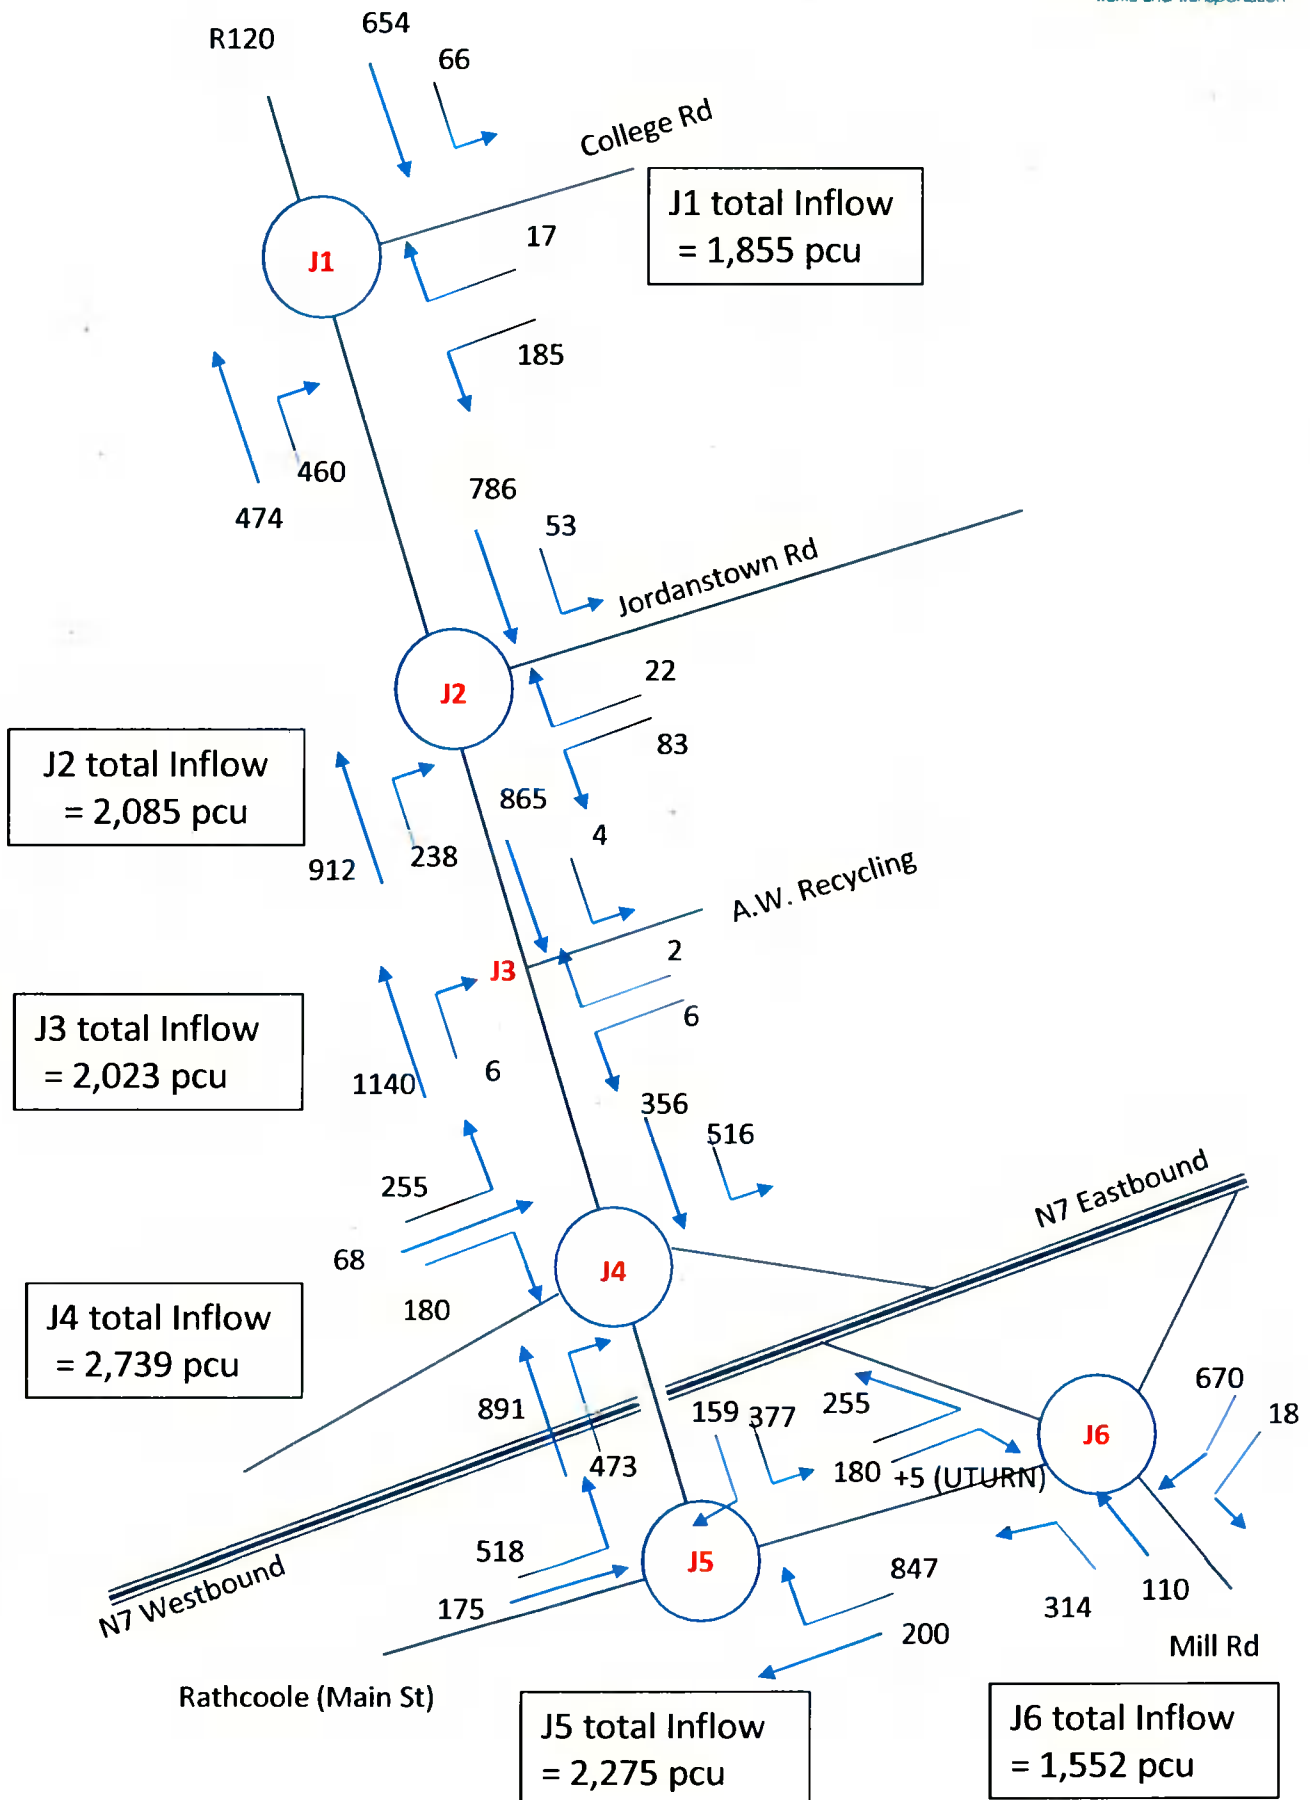 654
R120
66
College Rd
J1 total Inflow
= 1,855 pcu
17
J1
185
460
474
786
53
Jordanstown Rd
22
J2
83
J2 total Inflow
= 2,085 pcu
865
4
238
912
A.W. Recycling
2
J3
6
J3 total Inflow
= 2,023 pcu
6
1140
356
516
255
N7 Eastbound
68
J4
180
J4 total Inflow
= 2,739 pcu
670
255
159
377
891
18
J6
473
180 +5 (UTURN)
518
J5
847
N7 Westbound
175
110
314
200
Mill Rd
Rathcoole (Main St)
J5 total Inflow
= 2,275 pcu
J6 total Inflow
= 1,552 pcu